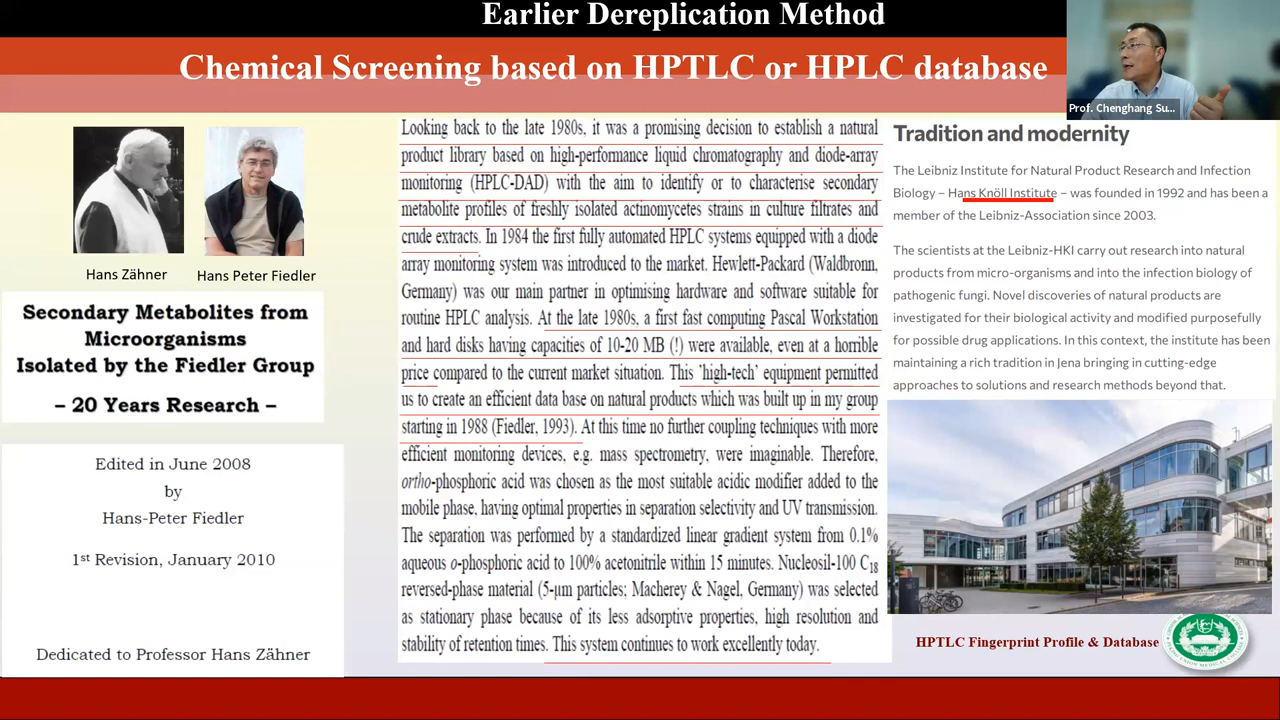 Earlier Dereplication Method
Chemical Screening based on HPTLC or HPLC database
Prof. Chenghang Su...
Hans Zähner
Hans Peter Fiedler
Secondary Metabolites from
Microorganisms
Isolated by the Fiedler Group
– 20 Years Research –
Edited in June 2008
by
Hans-Peter Fiedler
1st Revision, January 2010
Dedicated to Professor Hans Zähner
Looking back to the late 1980s, it was a promising decision to establish a natural
product library based on high-performance liquid chromatography and diode-array
monitoring (HPLC-DAD) with the aim to identify or to characterise secondary
metabolite profiles of freshly isolated actinomycetes strains in culture filtrates and
crude extracts. In 1984 the first fully automated HPLC systems equipped with a diode
array monitoring system was introduced to the market. Hewlett-Packard (Waldbronn,
Germany) was our main partner in optimising hardware and software suitable for
routine HPLC analysis. At the late 1980s, a first fast computing Pascal Workstation
and hard disks having capacities of 10-20 MB (!) were available, even at a horrible
price compared to the current market situation. This 'high-tech' equipment permitted
us to create an efficient data base on natural products which was built up in my group
starting in 1988 (Fiedler, 1993). At this time no further coupling techniques with more
efficient monitoring devices, e.g. mass spectrometry, were imaginable. Therefore,
ortho-phosphoric acid was chosen as the most suitable acidic modifier added to the
mobile phase, having optimal properties in separation selectivity and UV transmission.
The separation was performed by a standardized linear gradient system from 0.1%
aqueous o-phosphoric acid to 100% acetonitrile within 15 minutes. Nucleosil-100 C18
reversed-phase material (5-µm particles; Macherey & Nagel, Germany) was selected
as stationary phase because of its less adsorptive properties, high resolution and
stability of retention times. This system continues to work excellently today.
Tradition and modernity
The Leibniz Institute for Natural Product Research and Infection
Biology – Hans Knöll Institute – was founded in 1992 and has been a
member of the Leibniz-Association since 2003.
The scientists at the Leibniz-HKI carry out research into natural
products from micro-organisms and into the infection biology of
pathogenic fungi. Novel discoveries of natural products are
investigated for their biological activity and modified purposefully
for possible drug applications. In this context, the institute has been
maintaining a rich tradition in Jena bringing in cutting-edge
approaches to solutions and research methods beyond that.
HPTLC Fingerprint Profile & Database